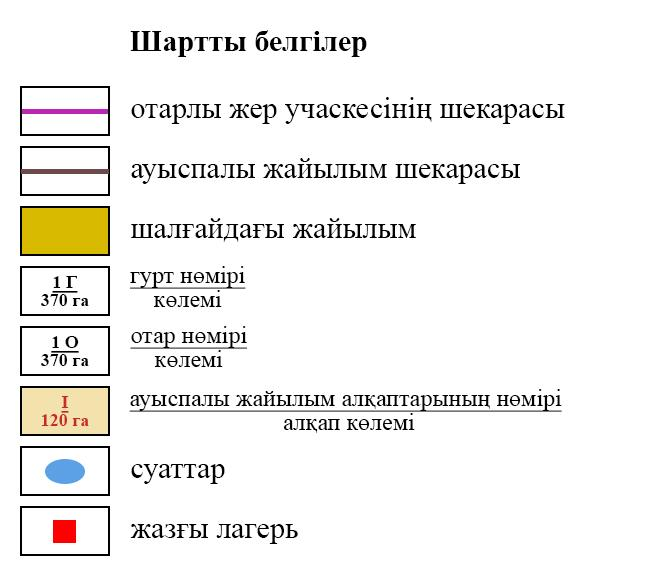 Шартты белгілер
отарлы жер учаскесінің шекарасы
ауыспалы жайылым шекарасы
шалғайдағы жайылым
1 Г
370 га
гурт нөмірі
көлемі
1 О
370 га
отар нөмірі
көлемі
I
120 га
ауыспалы жайылым алқаптарының нөмірі
алқап көлемі
суаттар
жазғы лагерь